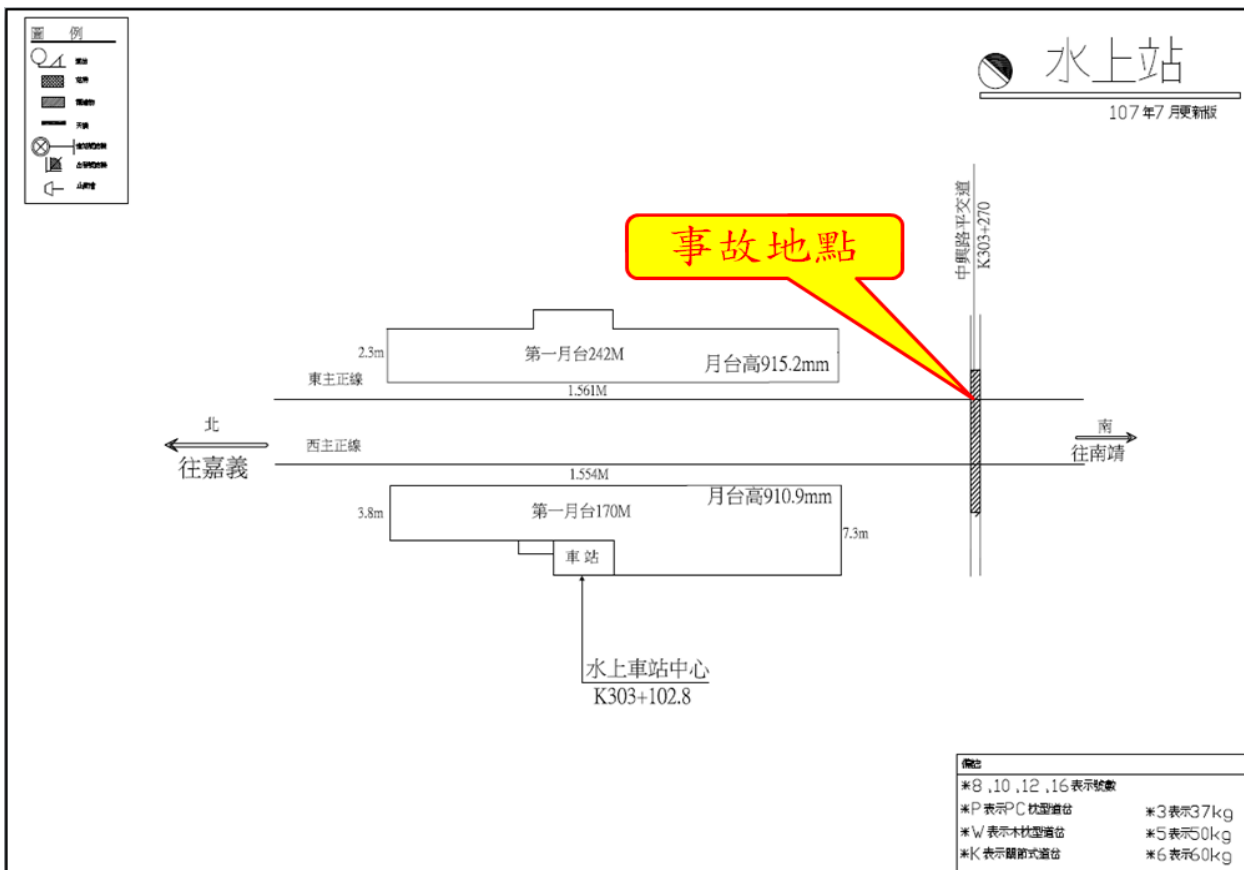 圖 例
站房
天橋
水上站
107年7月更新版
中興路平交道
K303+270
事故地點
2.3m
第一月台242M
月台高915.2mm
東主正線
1.561M
北
往嘉義
西主正線
南
往南靖
1.554M
3.8m
第一月台170M
月台高910.9mm
7.3m
車站
水上車站中心
K303+102.8
備註
*8,10,12,16表示號數
*P表示PC枕型道岔
*3表示37kg
*W表示木枕型道岔
*5表示50kg
*K表示關節式道岔
*6表示60kg